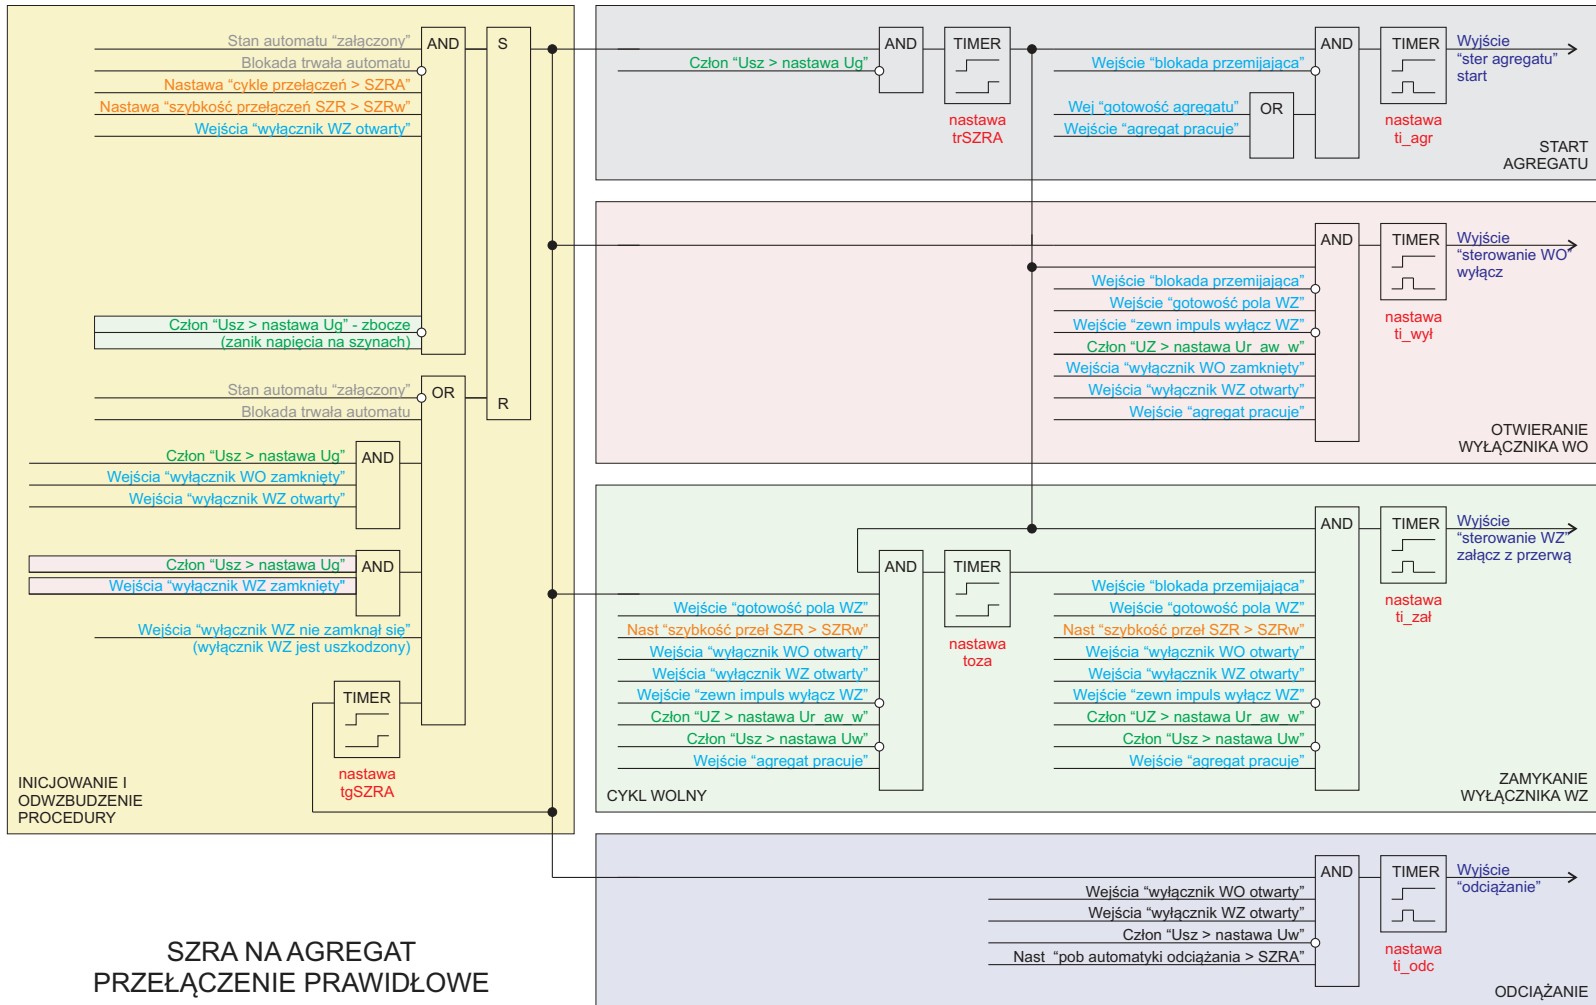 Stan automatu “załączony”
Blokada trwała automatu
Nastawa “cykle przełączeń > SZRA”
Nastawa “szybkość przełączeń SZR > SZRw”
Wejścia “wyłącznik WZ otwarty”
AND
S
Człon “Usz > nastawa Ug” - zbocze
(zanik napięcia na szynach)
Stan automatu “załączony”
Blokada trwała automatu
OR
R
Człon “Usz > nastawa Ug”
Wejścia “wyłącznik WO zamknięty”
Wejścia “wyłącznik WZ otwarty”
AND
Człon “Usz > nastawa Ug”
Wejścia “wyłącznik WZ zamknięty”
AND
Wejścia “wyłącznik WZ nie zamknął się”
(wyłącznik WZ jest uszkodzony)
TIMER
nastawa
tgSZRA
INICJOWANIE I
ODWZBUDZENIE
PROCEDURY
Człon “Usz > nastawa Ug”
AND
TIMER
nastawa
trSZRA
Wejście “blokada przemijająca”
Wej “gotowość agregatu”
Wejście “agregat pracuje”
OR
AND
TIMER
nastawa
ti_agr
Wyjście
“ster agregatu”
start
START
AGREGATU
Wejście “blokada przemijająca”
Wejście “gotowość pola WZ”
Wejście “zewn impuls wyłącz WZ”
Człon “UZ > nastawa Ur_aw_w”
Wejścia “wyłącznik WO zamknięty”
Wejścia “wyłącznik WZ otwarty”
Wejście “agregat pracuje”
AND
TIMER
nastawa
ti_wył
Wyjście
“sterowanie WO”
wyłącz
OTWIERANIE
WYŁĄCZNIKA WO
Wejście “gotowość pola WZ”
Nast “szybkość przeł SZR > SZRw”
Wejścia “wyłącznik WO otwarty”
Wejścia “wyłącznik WZ otwarty”
Wejście “zewn impuls wyłącz WZ”
Człon “UZ > nastawa Ur_aw_w”
Człon “Usz > nastawa Uw”
Wejście “agregat pracuje”
AND
TIMER
nastawa
toza
Wejście “blokada przemijająca”
Wejście “gotowość pola WZ”
Nast “szybkość przeł SZR > SZRw”
Wejścia “wyłącznik WO otwarty”
Wejścia “wyłącznik WZ otwarty”
Wejście “zewn impuls wyłącz WZ”
Człon “UZ > nastawa Ur_aw_w”
Człon “Usz > nastawa Uw”
Wejście “agregat pracuje”
AND
TIMER
nastawa
ti_zał
Wyjście
“sterowanie WZ”
załącz z przerwą
CYKL WOLNY
ZAMYKANIE
WYŁĄCZNIKA WZ
Wejścia “wyłącznik WO otwarty”
Wejścia “wyłącznik WZ otwarty”
Człon “Usz > nastawa Uw”
Nast “pob automatyki odciążania > SZRA”
AND
TIMER
nastawa
ti_odc
Wyjście
“odciążanie”
ODCIĄŻANIE
SZRA NA AGREGAT
PRZEŁĄCZENIE PRAWIDŁOWE